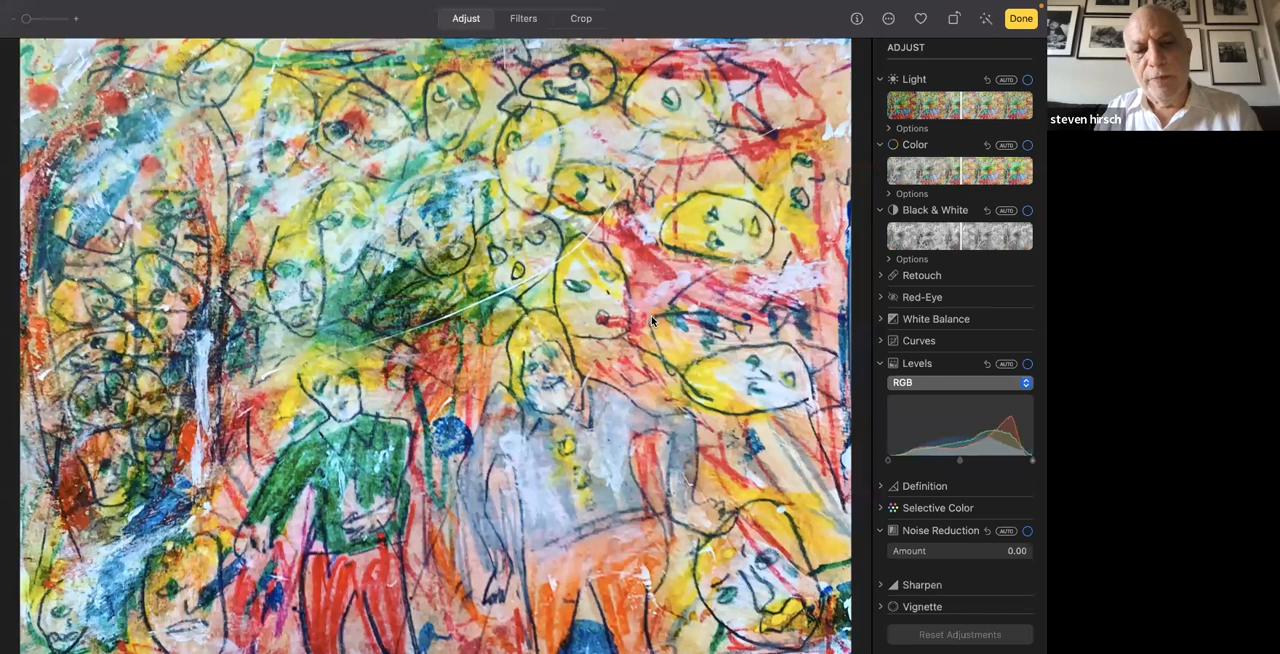 Adjust
Filters
Crop
Done
ADJUST
Light
AUTO
Options
Color
AUTO
Options
Black & White
AUTO
Options
Retouch
Red-Eye
White Balance
Curves
Levels
AUTO
RGB
Definition
Selective Color
Noise Reduction
AUTO
Amount 0.00
Sharpen
Vignette
Reset Adjustments
steven hirsch